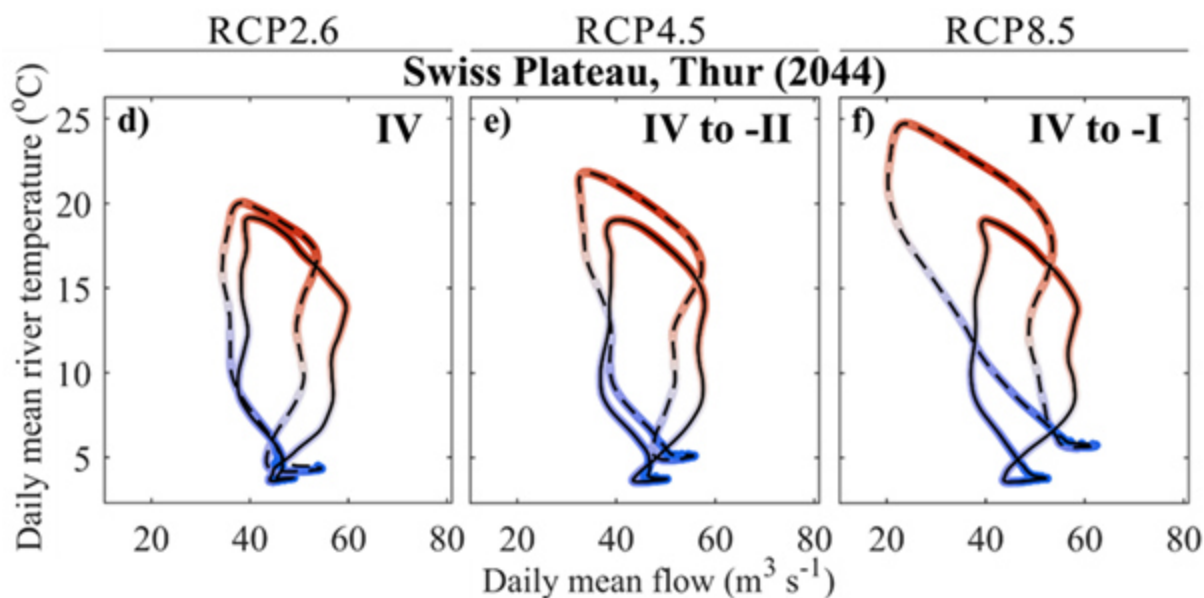 RCP2.6 RCP4.5 RCP8.5
Swiss Plateau, Thur (2044)
d) IV e) IV to -II f) IV to -I
Daily mean river temperature (°C)
25
20
15
10
5
20 40 60 80 20 40 60 80 20 40 60 80
Daily mean flow (m³ s⁻¹)